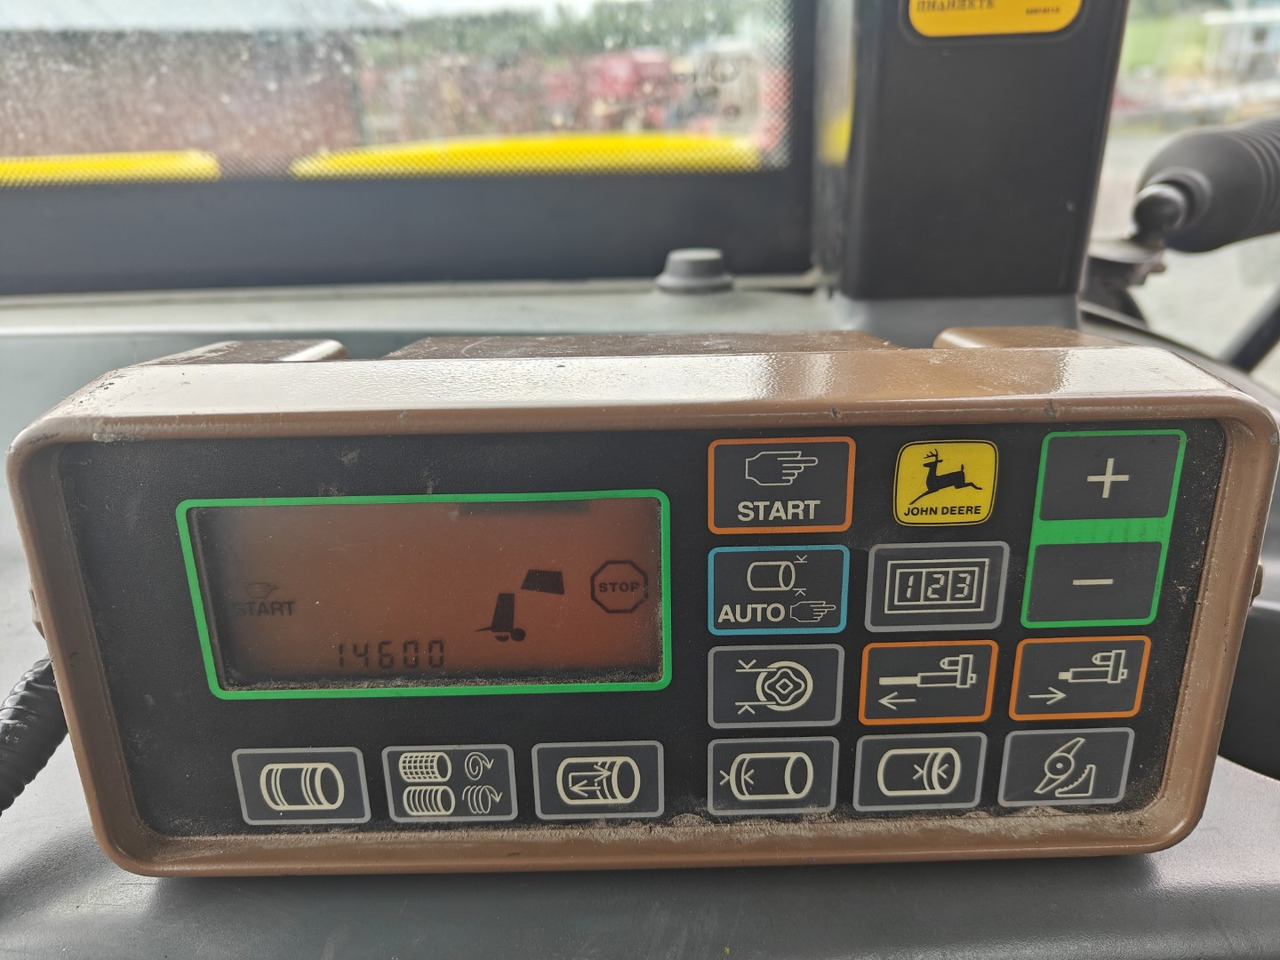 START
JOHN DEERE
+
START
STOP
14600
AUTO
123
−